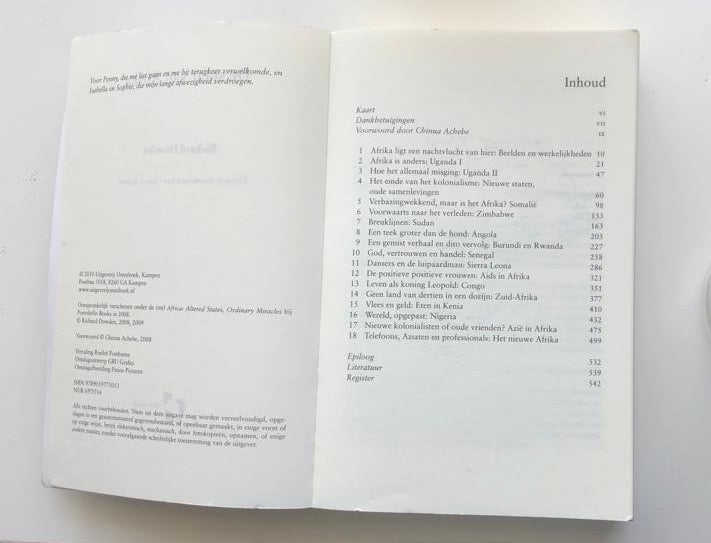 Voor Penny, die me liet gaan en me bij terugkeer verwelkomde, en
Isabelle en Sophie, die mijn lange afwezigheid verdroegen.
© 2010 Uitgeverij Omniboek, Kampen
Postbus 1018, 8260 GA Kampen
www.uitgeverijomniboek.nl
Oorspronkelijk verschenen onder de titel Africa: Altered States, Ordinary Miracles bij
Portobello Books in 2008.
© Richard Dowden, 2008, 2009
Voorwoord © Chinua Achebe, 2008
Vertaling Roelof Posthuma
Omslagontwerp GBU Grafici
Omslagafbeelding Panos Pictures
ISBN 9789059775053
NUR 697/516
Alle rechten voorbehouden. Niets uit deze uitgave mag worden verveelvoudigd, opge-
slagen in een geautomatiseerd gegevensbestand, of openbaar gemaakt, in enige vorm of
op enige wijze, hetzij elektronisch, mechanisch, door fotokopieën, opnamen, of enige
andere manier, zonder voorafgaande schriftelijke toestemming van de uitgever.
Inhoud
Kaart vi
Dankbetuigingen vii
Voorwoord door Chinua Achebe ix
1 Afrika ligt een nachtvlucht van hier: Beelden en werkelijkheden 10
2 Afrika is anders: Uganda I 21
3 Hoe het allemaal misging: Uganda II 47
4 Het einde van het kolonialisme: Nieuwe staten,
oude samenlevingen 60
5 Verbazingwekkend, maar is het Afrika? Somalië 98
6 Voorwaarts naar het verleden: Zimbabwe 133
7 Breuklijnen: Sudan 163
8 Een teek groter dan de hond: Angola 203
9 Een gemist verhaal en dito vervolg: Burundi en Rwanda 227
10 God, vertrouwen en handel: Senegal 258
11 Dansers en de luipaardman: Sierra Leona 286
12 De positieve positieve vrouwen: Aids in Afrika 321
13 Leven als koning Leopold: Congo 351
14 Geen land van dertien in een dozijn: Zuid-Afrika 377
15 Vlees en geld: Eten in Kenia 410
16 Wereld, opgepast: Nigeria 432
17 Nieuwe kolonialisten of oude vrienden? Azië in Afrika 475
18 Telefoons, Aziaten en professionals: Het nieuwe Afrika 499
Epiloog 532
Literatuur 539
Register 542